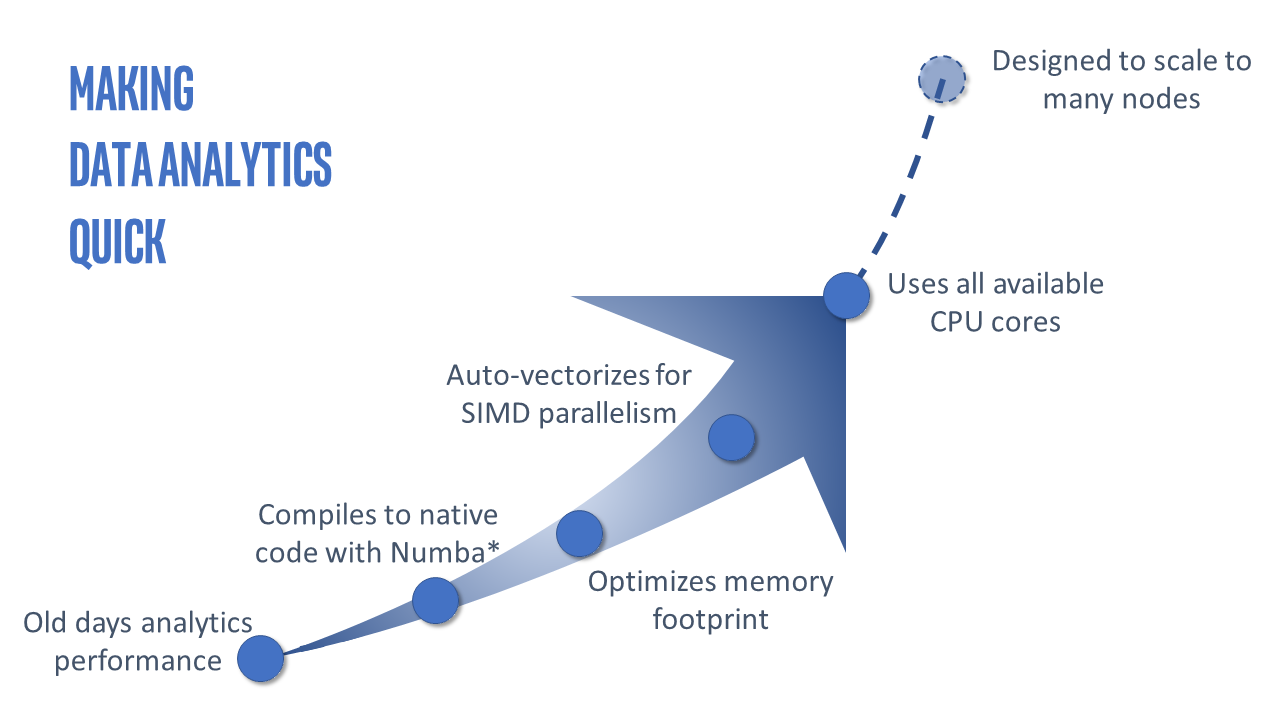 MAKING
DATA ANALYTICS
QUICK
Designed to scale to
many nodes
Uses all available
CPU cores
Auto-vectorizes for
SIMD parallelism
Compiles to native
code with Numba*
Optimizes memory
footprint
Old days analytics
performance